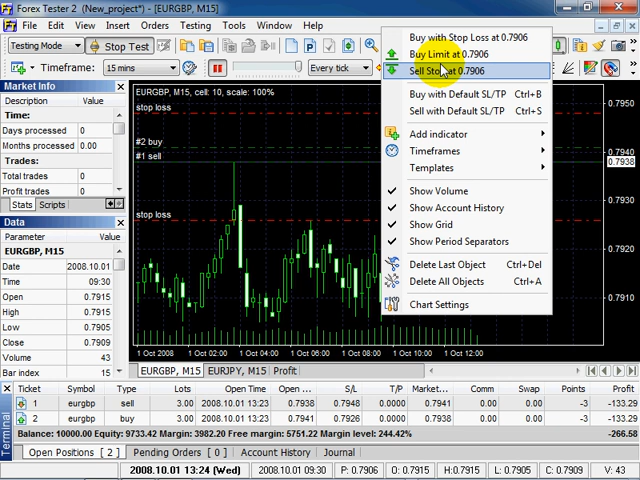 Forex Tester 2 (New_project*) - [EURGBP, M15]
File Edit View Insert Orders Testing Tools Window Help
Testing Mode Stop Test
Timeframe: 15 mins Every tick
Market Info
Description Value
Time
Days processed 0
Months processed 0.00
Trades:
Total trades 0
Profit trades 0
Stats Scripts
Data
Parameter Value
EURGBP, M15
Date 2008.10.01
Time 09:30
Open 0.7915
High 0.7915
Low 0.7905
Close 0.7909
Volume 43
Bar index 15
EURGBP, M15, cell: 10, scale: 100%
stop loss
#2 buy
#1 sell
stop loss
0.7950
0.7940
0.7938
0.7930
0.7920
0.7910
1 Oct 2008 1 Oct 02:00 1 Oct 04:00 1 Oct 06:00 1 Oct 08:00 1 Oct 10:00 1 Oct 12:00
Buy with Stop Loss at 0.7906
Buy Limit at 0.7906
Sell Stop at 0.7906
Buy with Default SL/TP Ctrl+B
Sell with Default SL/TP Ctrl+S
Add indicator
Timeframes
Templates
Show Volume
Show Account History
Show Grid
Show Period Separators
Delete Last Object Ctrl+Del
Delete All Objects Ctrl+A
Chart Settings
EURGBP, M15 EURJPY, M15 Profit
Terminal
Ticket Symbol Type Lots Open Time Open ... S/L T/P Market... Comm Swap Points Profit
1 eurgbp sell 3.00 2008.10.01 13:23 0.7938 0.7948 0.0000 0.7941 0.00 0.00 -3 -133.29
2 eurgbp buy 3.00 2008.10.01 13:23 0.7941 0.7926 0.0000 0.7938 0.00 0.00 -3 -133.29
Balance: 10000.00 Equity: 9733.42 Margin: 3982.20 Free margin: 5751.22 Margin level: 244.42% -266.58
Open Positions [ 2 ] Pending Orders [ 0 ] Account History Journal
2008.10.01 13:24 (Wed) 2008.10.01 09:30 P: 0.7906 O: 0.7915 H:0.7915 L: 0.7905 C: 0.7909 V: 43